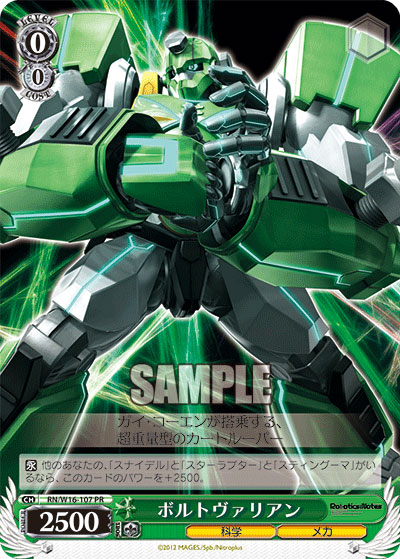 LEVEL
0
0
COST
SAMPLE
ガイ・コーエンが搭乗する、
超重量型のカードルーパー
永 他のあなたの、「スナイデル」と「スターラプター」と「スティングーマ」がい
るなら、このカードのパワーを+2500。
CH RN/W16-107 PR
2500
ボルトヴァリアン
Robotics;Notes
科学 メカ
©2012 MAGES./5pb./Nitroplus